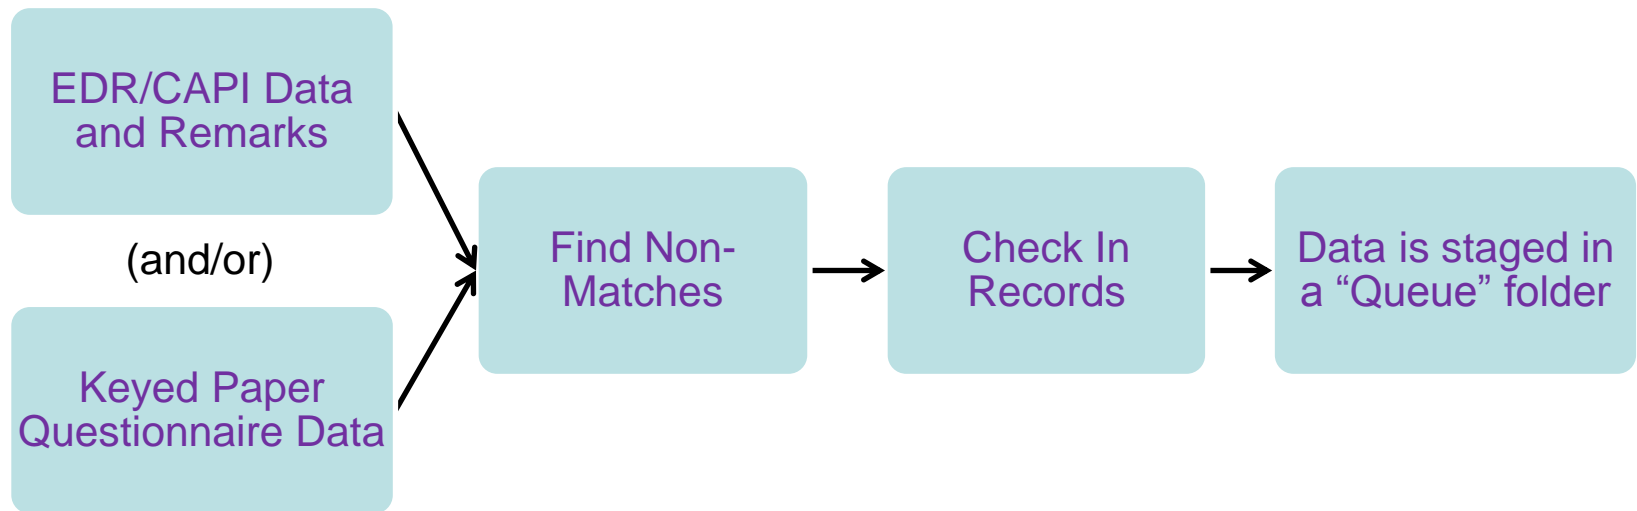 EDR/CAPI Data
and Remarks
(and/or)
Keyed Paper
Questionnaire Data
Find Non-
Matches
Check In
Records
Data is staged in
a “Queue” folder